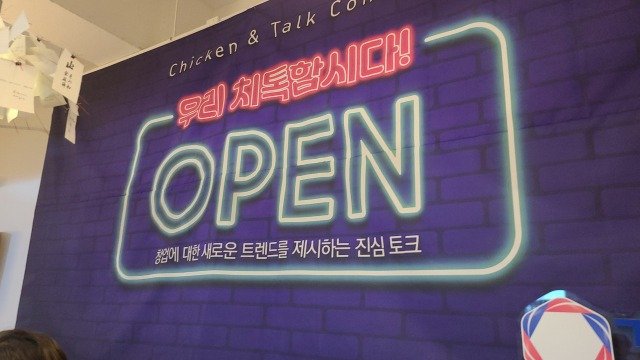 Chicken & Talk Con
우리 치톡합시다!
OPEN
창업에 대한 새로운 트렌드를 제시하는 진심 토크